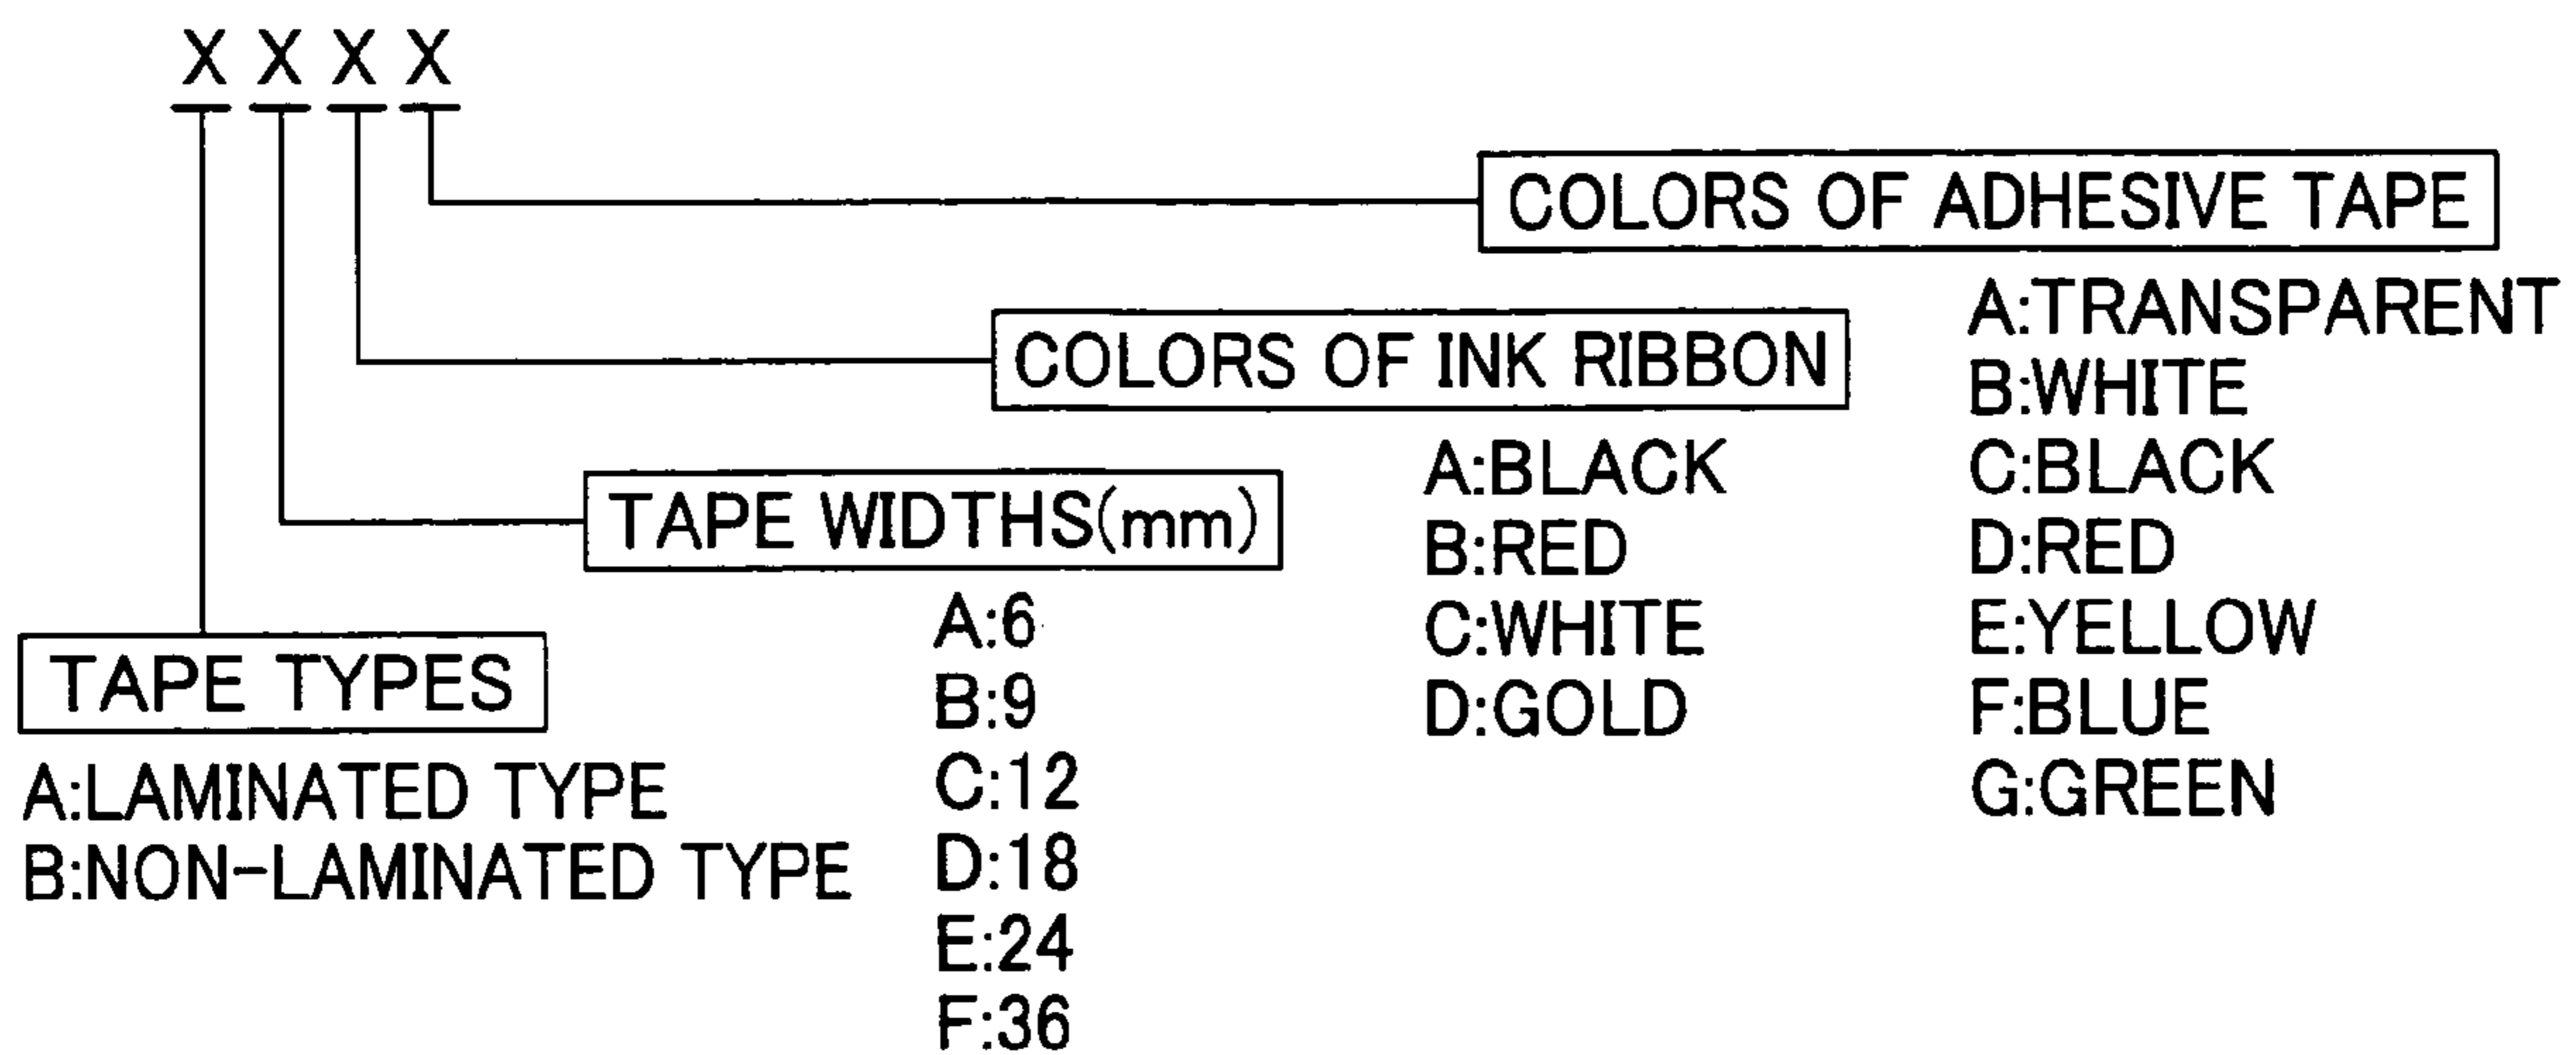 X X X X
COLORS OF ADHESIVE TAPE
A:TRANSPARENT
B:WHITE
C:BLACK
D:RED
E:YELLOW
F:BLUE
G:GREEN
COLORS OF INK RIBBON
A:BLACK
B:RED
C:WHITE
D:GOLD
TAPE WIDTHS(mm)
A:6
B:9
C:12
D:18
E:24
F:36
TAPE TYPES
A:LAMINATED TYPE
B:NON-LAMINATED TYPE